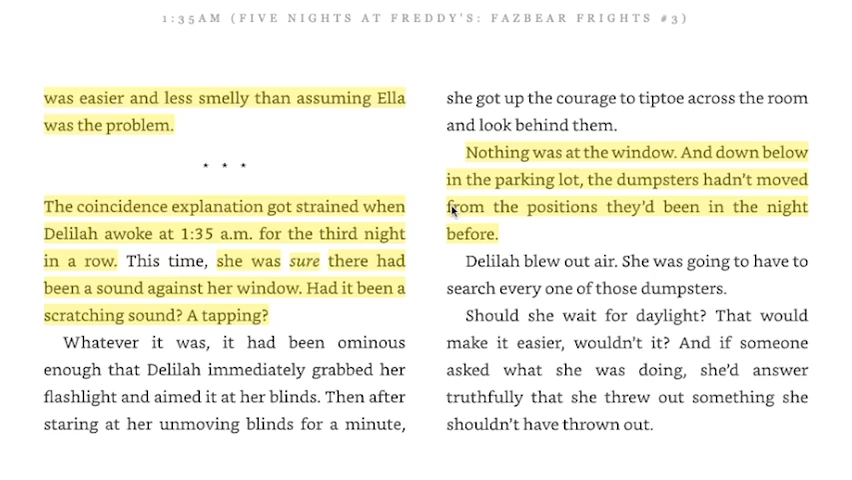 1:35AM (FIVE NIGHTS AT FREDDY'S: FAZBEAR FRIGHTS #3)
was easier and less smelly than assuming Ella
was the problem.
* * *
The coincidence explanation got strained when
Delilah awoke at 1:35 a.m. for the third night
in a row. This time, she was sure there had
been a sound against her window. Had it been a
scratching sound? A tapping?
Whatever it was, it had been ominous
enough that Delilah immediately grabbed her
flashlight and aimed it at her blinds. Then after
staring at her unmoving blinds for a minute,
she got up the courage to tiptoe across the room
and look behind them.
Nothing was at the window. And down below
in the parking lot, the dumpsters hadn't moved
from the positions they'd been in the night
before.
Delilah blew out air. She was going to have to
search every one of those dumpsters.
Should she wait for daylight? That would
make it easier, wouldn't it? And if someone
asked what she was doing, she'd answer
truthfully that she threw out something she
shouldn't have thrown out.